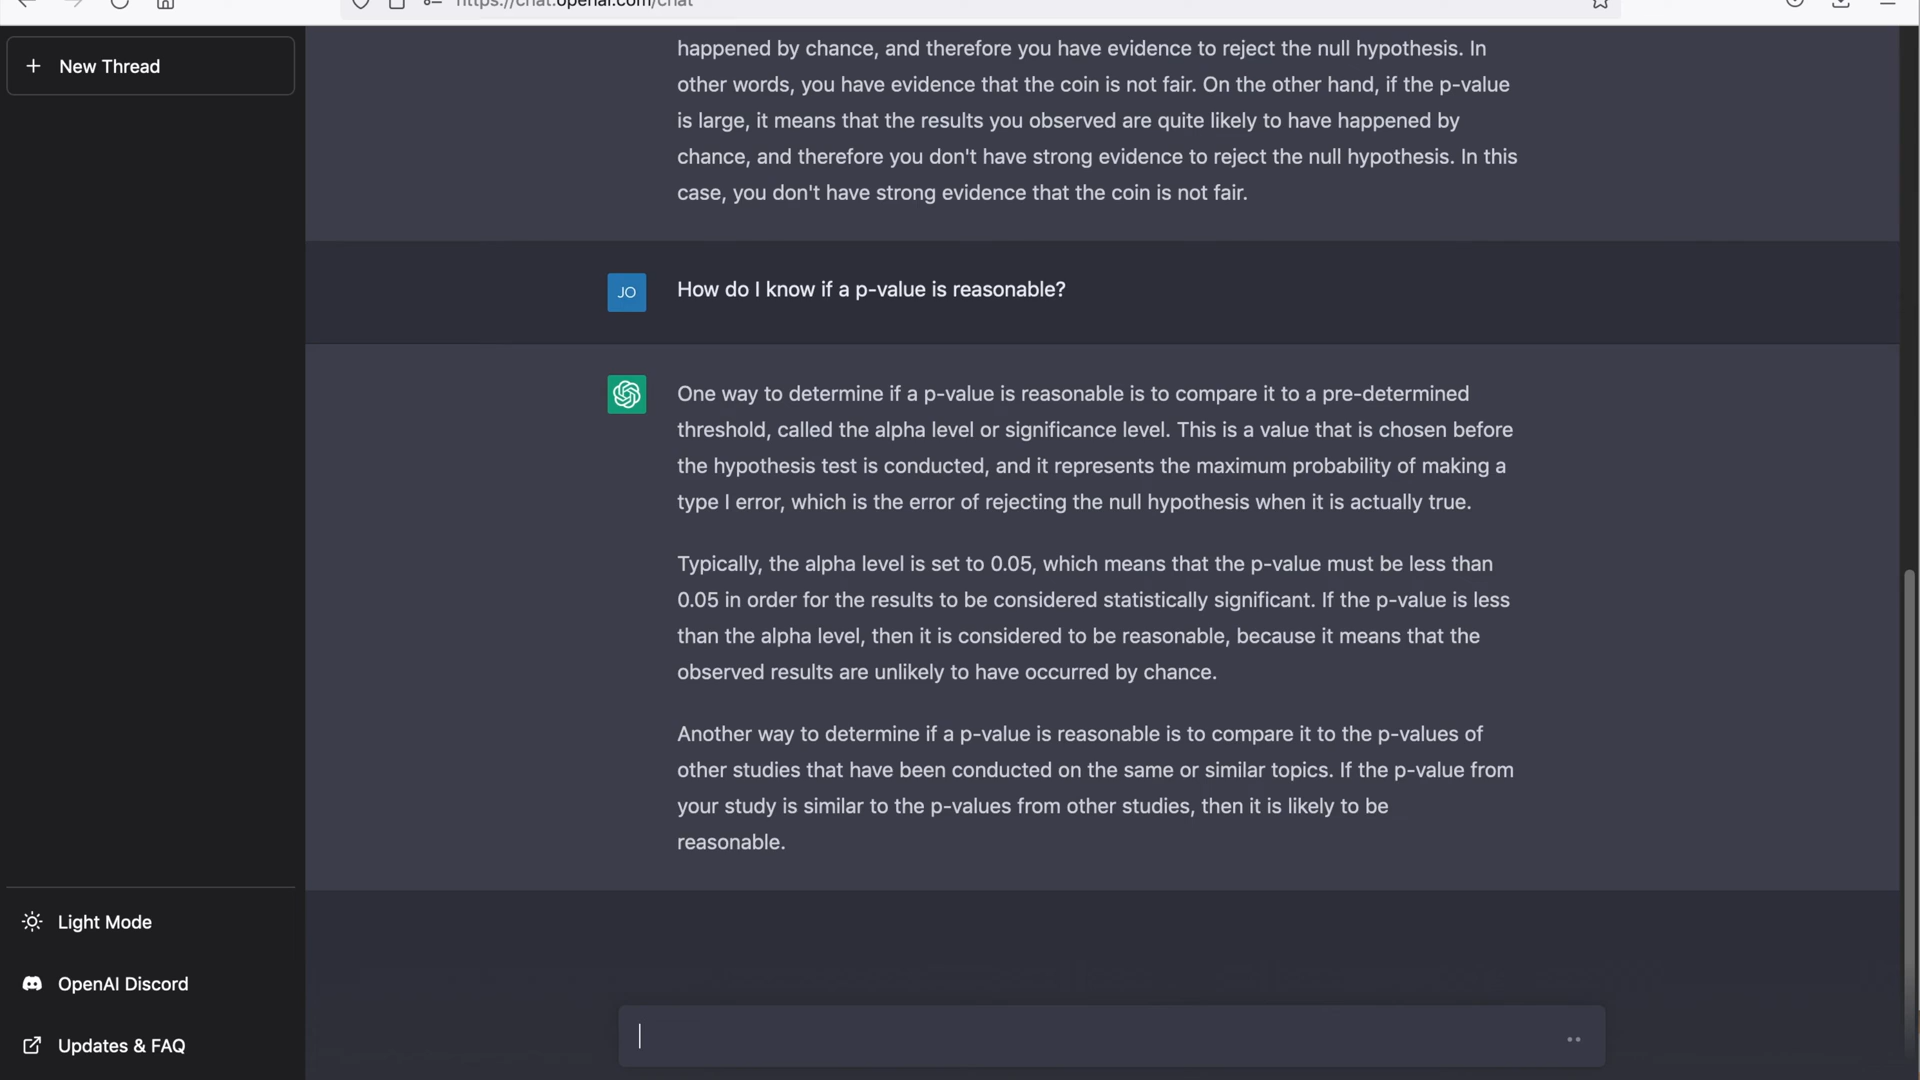 https://chat.openai.com/chat
New Thread
happened by chance, and therefore you have evidence to reject the null hypothesis. In
other words, you have evidence that the coin is not fair. On the other hand, if the p-value
is large, it means that the results you observed are quite likely to have happened by
chance, and therefore you don't have strong evidence to reject the null hypothesis. In this
case, you don't have strong evidence that the coin is not fair.
JO
How do I know if a p-value is reasonable?
One way to determine if a p-value is reasonable is to compare it to a pre-determined
threshold, called the alpha level or significance level. This is a value that is chosen before
the hypothesis test is conducted, and it represents the maximum probability of making a
type I error, which is the error of rejecting the null hypothesis when it is actually true.
Typically, the alpha level is set to 0.05, which means that the p-value must be less than
0.05 in order for the results to be considered statistically significant. If the p-value is less
than the alpha level, then it is considered to be reasonable, because it means that the
observed results are unlikely to have occurred by chance.
Another way to determine if a p-value is reasonable is to compare it to the p-values of
other studies that have been conducted on the same or similar topics. If the p-value from
your study is similar to the p-values from other studies, then it is likely to be
reasonable.
Light Mode
OpenAI Discord
Updates & FAQ